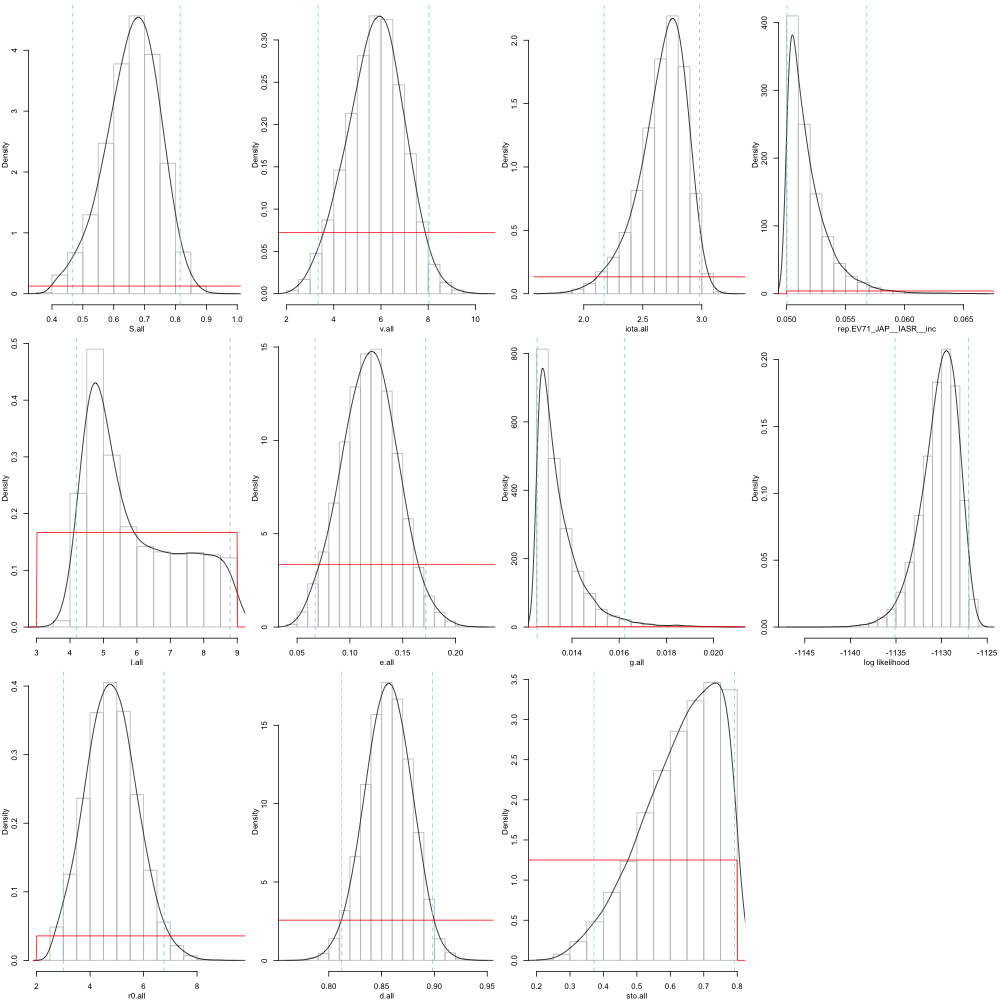 Density
0 1 2 3 4
0.4 0.5 0.6 0.7 0.8 0.9 1.0
S.all
Density
0.00 0.05 0.10 0.15 0.20 0.25 0.30
2 4 6 8 10
v.all
Density
0.0 0.5 1.0 1.5 2.0
2.0 2.5 3.0
iota.all
Density
0 100 200 300 400
0.050 0.055 0.060 0.065
rep.EV71_JAP__IASR__inc
Density
0.0 0.1 0.2 0.3 0.4 0.5
3 4 5 6 7 8 9
l.all
Density
0 5 10 15
0.05 0.10 0.15 0.20
e.all
Density
0 200 400 600 800
0.014 0.016 0.018 0.020
g.all
Density
0.00 0.05 0.10 0.15 0.20
-1145 -1140 -1135 -1130 -1125
log likelihood
Density
0.0 0.1 0.2 0.3 0.4
2 4 6 8
r0.all
Density
0 5 10 15
0.80 0.85 0.90 0.95
d.all
Density
0.0 0.5 1.0 1.5 2.0 2.5 3.0 3.5
0.2 0.3 0.4 0.5 0.6 0.7 0.8
sto.all